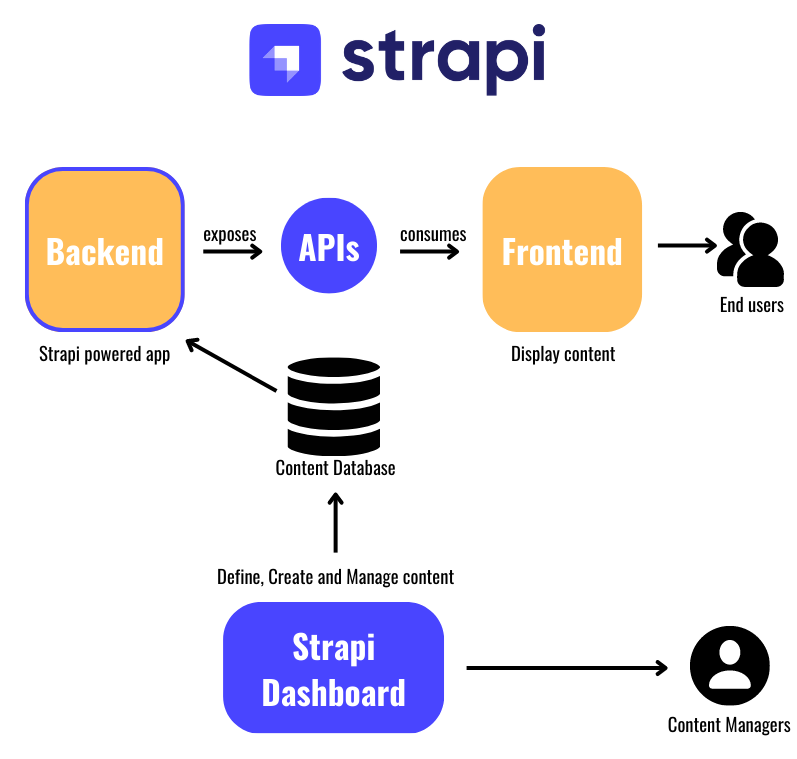 strapi
Backend
exposes
APIs
consumes
Frontend
End users
Strapi powered app
Display content
Content Database
Define, Create and Manage content
Strapi
Dashboard
Content Managers